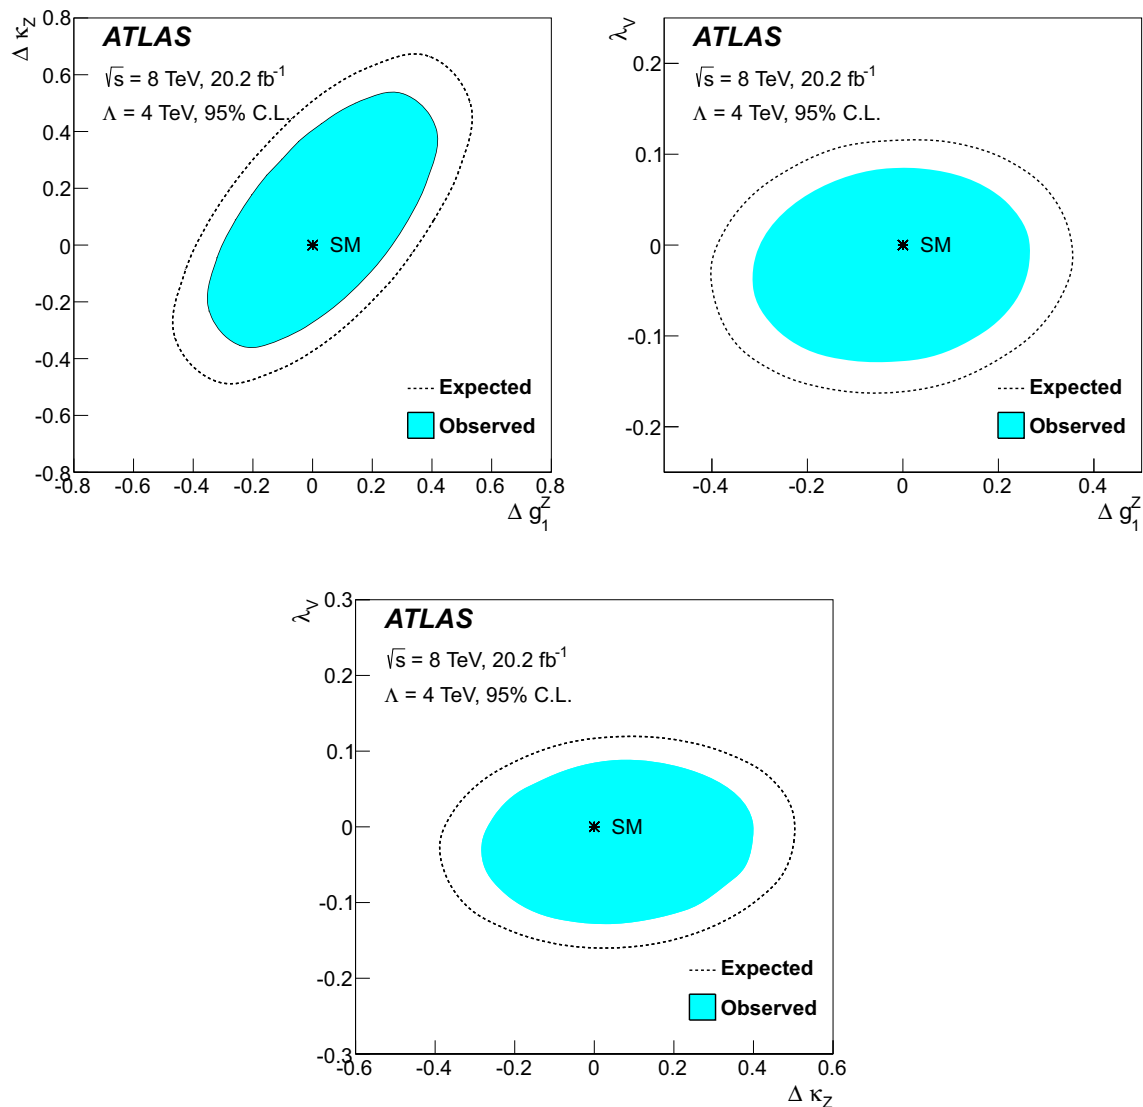 Δ κ_Z
0.8
0.6
0.4
0.2
0
-0.2
-0.4
-0.6
-0.8
ATLAS
√s = 8 TeV, 20.2 fb⁻¹
Λ = 4 TeV, 95% C.L.
SM
Expected
Observed
-0.8 -0.6 -0.4 -0.2 0 0.2 0.4 0.6 0.8
Δ g₁ᶻ
λ_V
0.2
0.1
0
-0.1
-0.2
ATLAS
√s = 8 TeV, 20.2 fb⁻¹
Λ = 4 TeV, 95% C.L.
SM
Expected
Observed
-0.4 -0.2 0 0.2 0.4
Δ g₁ᶻ
λ_V
0.3
0.2
0.1
0
-0.1
-0.2
-0.3
ATLAS
√s = 8 TeV, 20.2 fb⁻¹
Λ = 4 TeV, 95% C.L.
SM
Expected
Observed
-0.6 -0.4 -0.2 0 0.2 0.4 0.6
Δ κ_Z